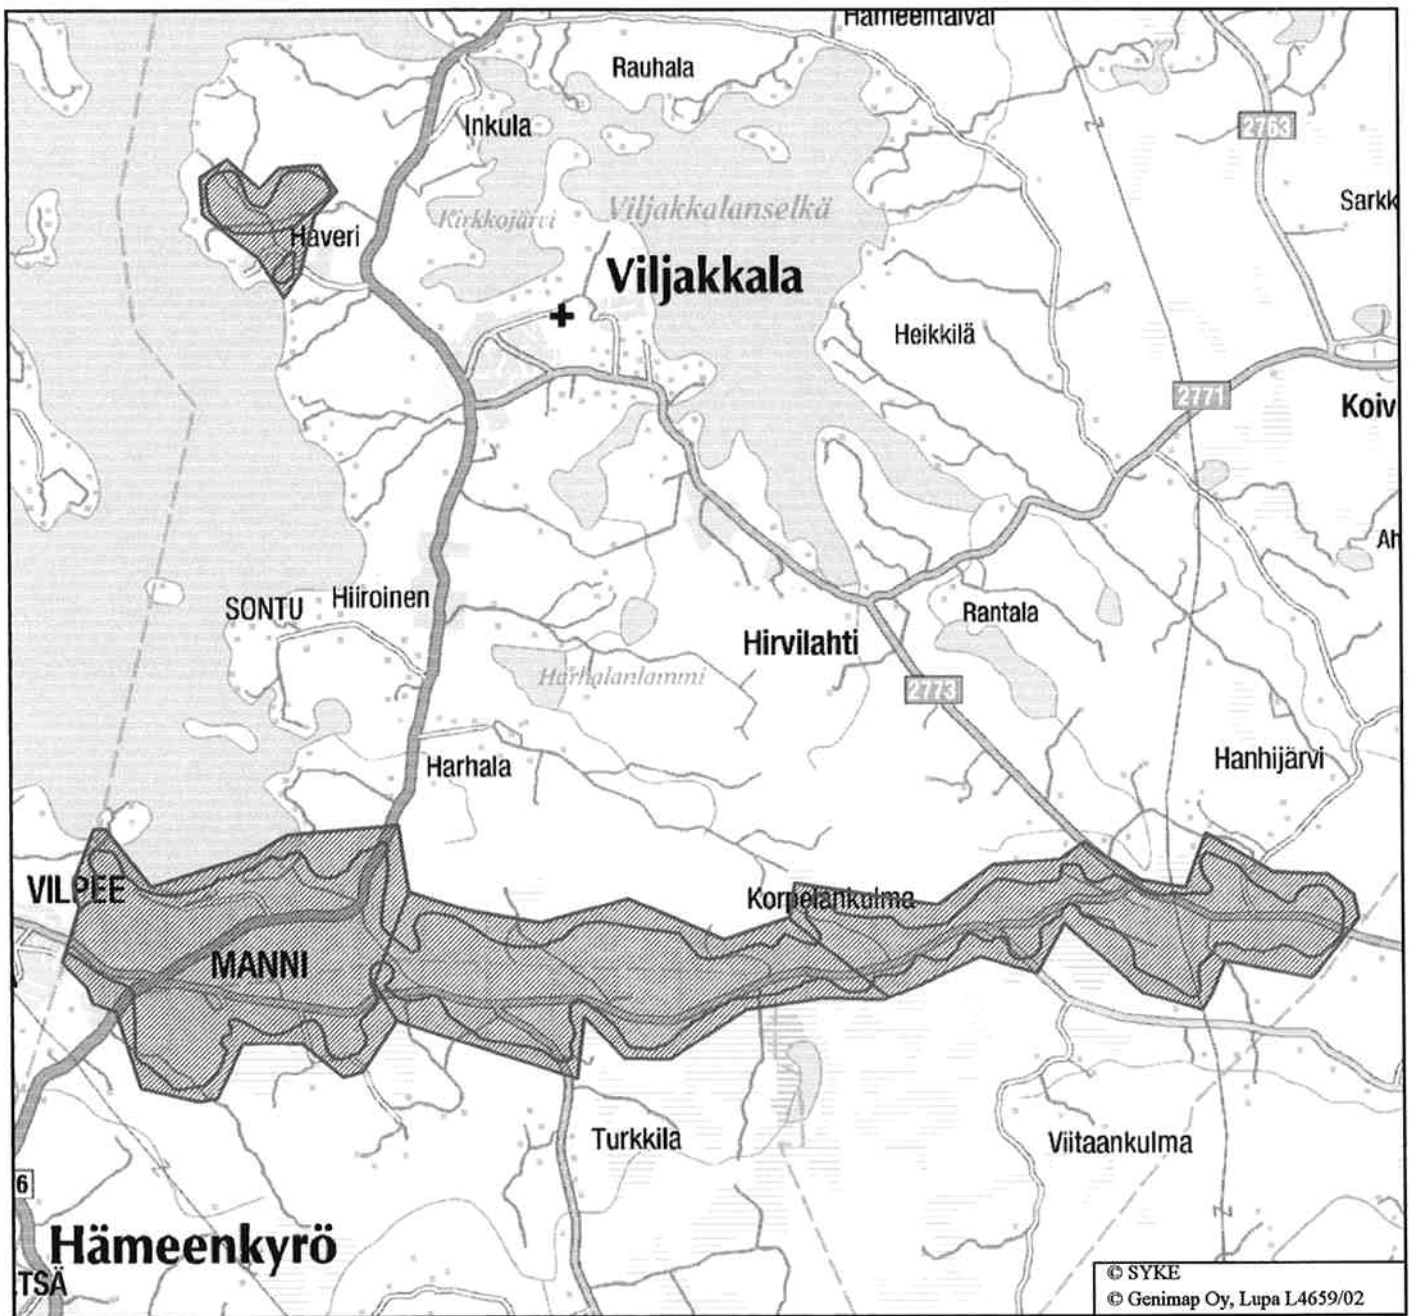 Hämeentaival
Rauhala
Inkula
2763
Sarkk
Kirkkojärvi
Viljakkalanselkä
Haveri
Viljakkala
Heikkilä
2771
Koiv
Ah
SONTU
Hiiroinen
Rantala
Hirvilahti
Harhalanlammi
2773
Harhala
Hanhijärvi
VILPEE
Korpelankulma
MANNI
Turkkila
Viitaankulma
6
Hämeenkyrö
TSÄ
© SYKE
© Genimap Oy, Lupa L4659/02